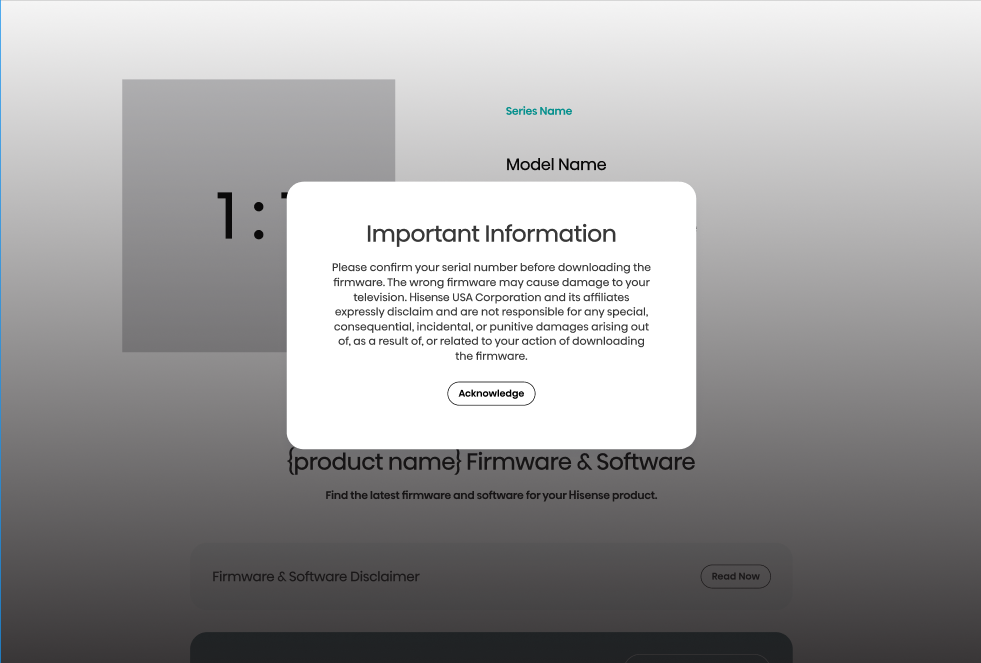 Series Name
Model Name
1:
Important Information
Please confirm your serial number before downloading the
firmware. The wrong firmware may cause damage to your
television. Hisense USA Corporation and its affiliates
expressly disclaim and are not responsible for any special,
consequential, incidental, or punitive damages arising out
of, as a result of, or related to your action of downloading
the firmware.
Acknowledge
{product name} Firmware & Software
Find the latest firmware and software for your Hisense product.
Firmware & Software Disclaimer
Read Now